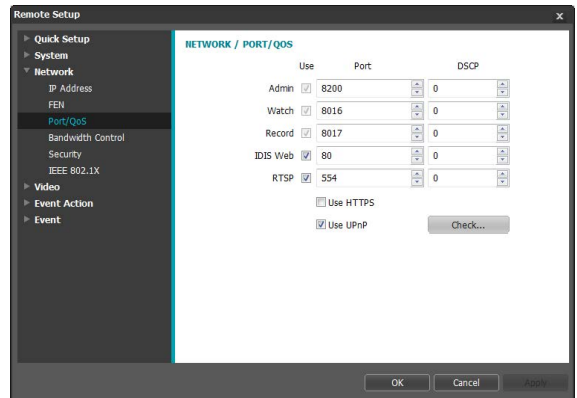 Remote Setup x
Quick Setup
System
Network
IP Address
FEN
Port/QoS
Bandwidth Control
Security
IEEE 802.1X
Video
Event Action
Event
NETWORK / PORT/QOS
Use Port DSCP
Admin 8200 0
Watch 8016 0
Record 8017 0
IDIS Web 80 0
RTSP 554 0
Use HTTPS
Use UPnP Check...
OK Cancel Apply